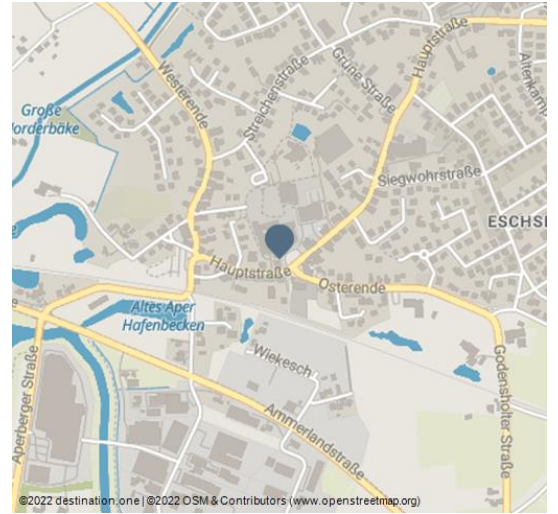 Hauptstraße
Grüne Straße
Streichenstraße
Westerende
Altenkamp
Große
Norderbäke
Siegwohrstraße
Hauptstraße
Osterende
Altes Aper
Hafenbecken
Wiekesch
Godensholter Straße
Aperberger Straße
Ammerlandstraße
©2022 destination.one | ©2022 OSM & Contributors (www.openstreetmap.org)